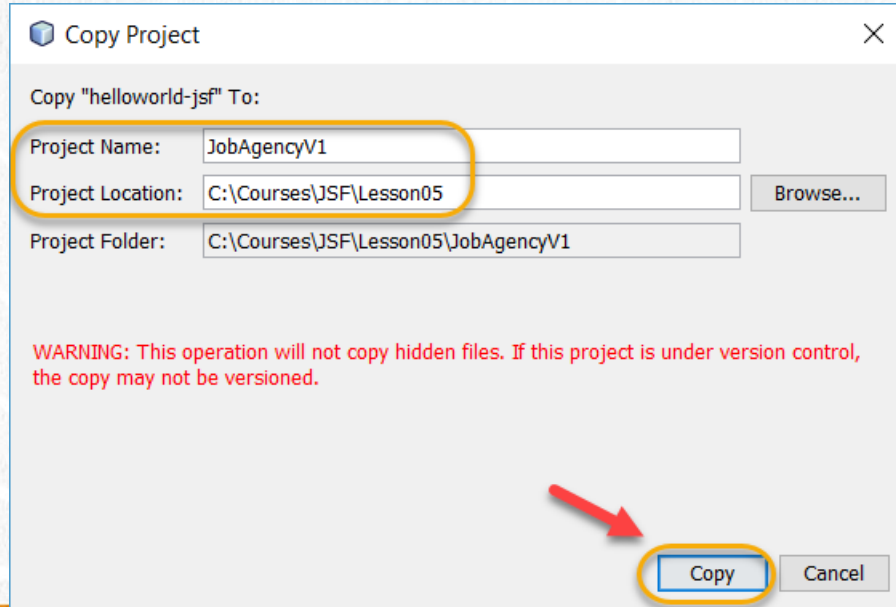 Copy Project
Copy "helloworld-jsf" To:
Project Name: JobAgencyV1
Project Location: C:\Courses\JSF\Lesson05 Browse...
Project Folder: C:\Courses\JSF\Lesson05\JobAgencyV1
WARNING: This operation will not copy hidden files. If this project is under version control,
the copy may not be versioned.
Copy Cancel